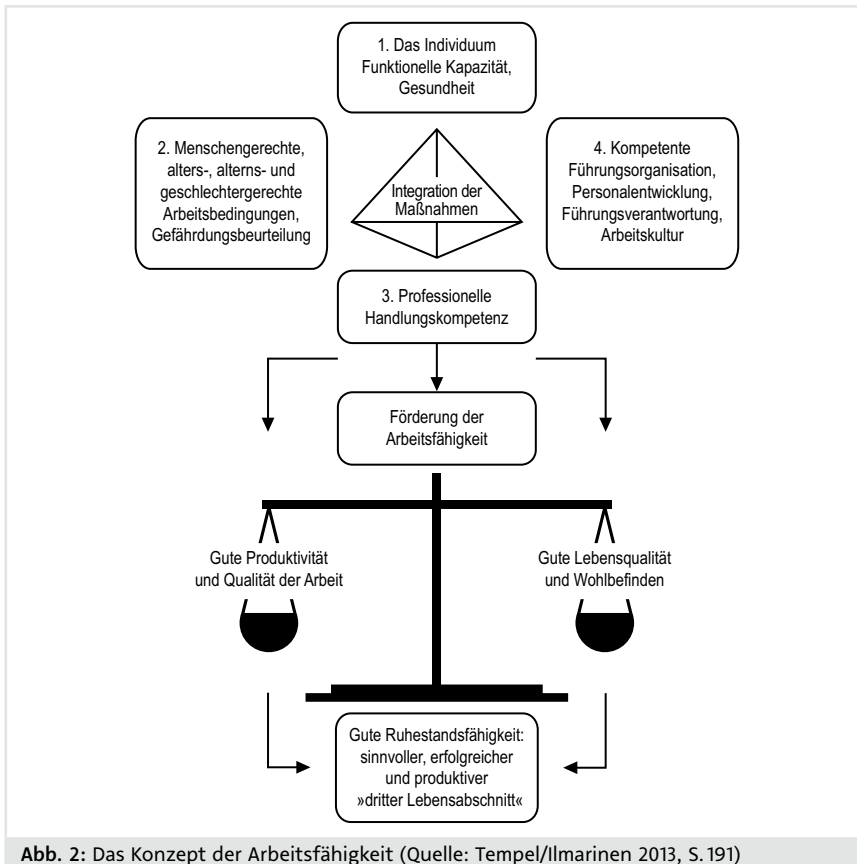 1. Das Individuum
Funktionelle Kapazität,
Gesundheit
2. Menschengerechte,
alters-, alterns- und
geschlechtergerechte
Arbeitsbedingungen,
Gefährdungsbeurteilung
Integration der
Maßnahmen
4. Kompetente
Führungsorganisation,
Personalentwicklung,
Führungsverantwortung,
Arbeitskultur
3. Professionelle
Handlungskompetenz
Förderung der
Arbeitsfähigkeit
Gute Produktivität
und Qualität der Arbeit
Gute Lebensqualität
und Wohlbefinden
Gute Ruhestandsfähigkeit:
sinnvoller, erfolgreicher
und produktiver
»dritter Lebensabschnitt«
Abb. 2: Das Konzept der Arbeitsfähigkeit (Quelle: Tempel/Ilmarinen 2013, S. 191)